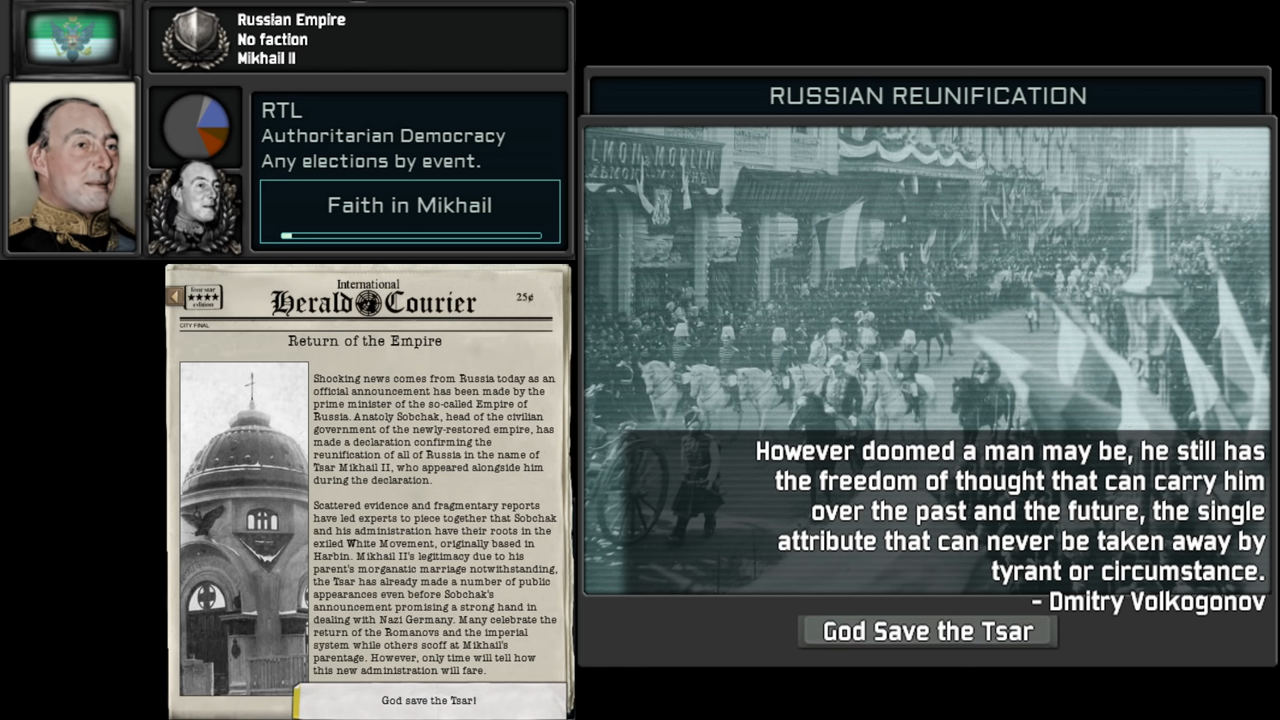 Russian Empire
No faction
Mikhail II
RTL
Authoritarian Democracy
Any elections by event.
Faith in Mikhail
four star
★★★★
edition
International
Herald Courier
25¢
CITY FINAL
Return of the Empire
Shocking news comes from Russia today as an
official announcement has been made by the
prime minister of the so-called Empire of
Russia. Anatoly Sobchak, head of the civilian
government of the newly-restored empire, has
made a declaration confirming the
reunification of all of Russia in the name of
Tsar Mikhail II, who appeared alongside him
during the declaration.
Scattered evidence and fragmentary reports
have led experts to piece together that Sobchak
and his administration have their roots in the
exiled White Movement, originally based in
Harbin. Mikhail II's legitimacy due to his
parent's morganatic marriage notwithstanding,
the Tsar has already made a number of public
appearances even before Sobchak's
announcement promising a strong hand in
dealing with Nazi Germany. Many celebrate the
return of the Romanovs and the imperial
system while others scoff at Mikhail's
parentage. However, only time will tell how
this new administration will fare.
God save the Tsar!
RUSSIAN REUNIFICATION
However doomed a man may be, he still has
the freedom of thought that can carry him
over the past and the future, the single
attribute that can never be taken away by
tyrant or circumstance.
- Dmitry Volkogonov
God Save the Tsar